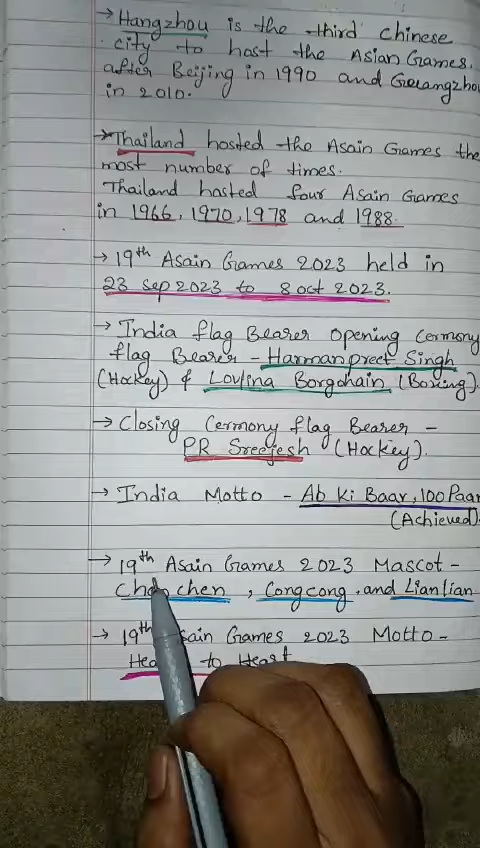 → Hangzhou is the third Chinese
city to host the Asian Games.
after Beijing in 1990 and Guangzhou
in 2010.
→ Thailand hosted the Asain Games the
most number of times.
Thailand hosted four Asain Games
in 1966, 1970, 1978 and 1988.
→ 19th Asain Games 2023 held in
23 Sep 2023 to 8 oct 2023.
→ India flag Bearer opening Cermony
flag Bearer - Harmanpreet Singh
(Hockey) & Lovlina Borgohain (Boxing)
→ Closing Cermony flag Bearer -
PR Sreejesh (Hockey).
→ India Motto - Ab Ki Baar, 100 Paar
(Achieved)
→ 19th Asain Games 2023 Mascot -
Chenchen, Congcong, and Lianlian
→ 19th Asain Games 2023 Motto -
Heart to Heart